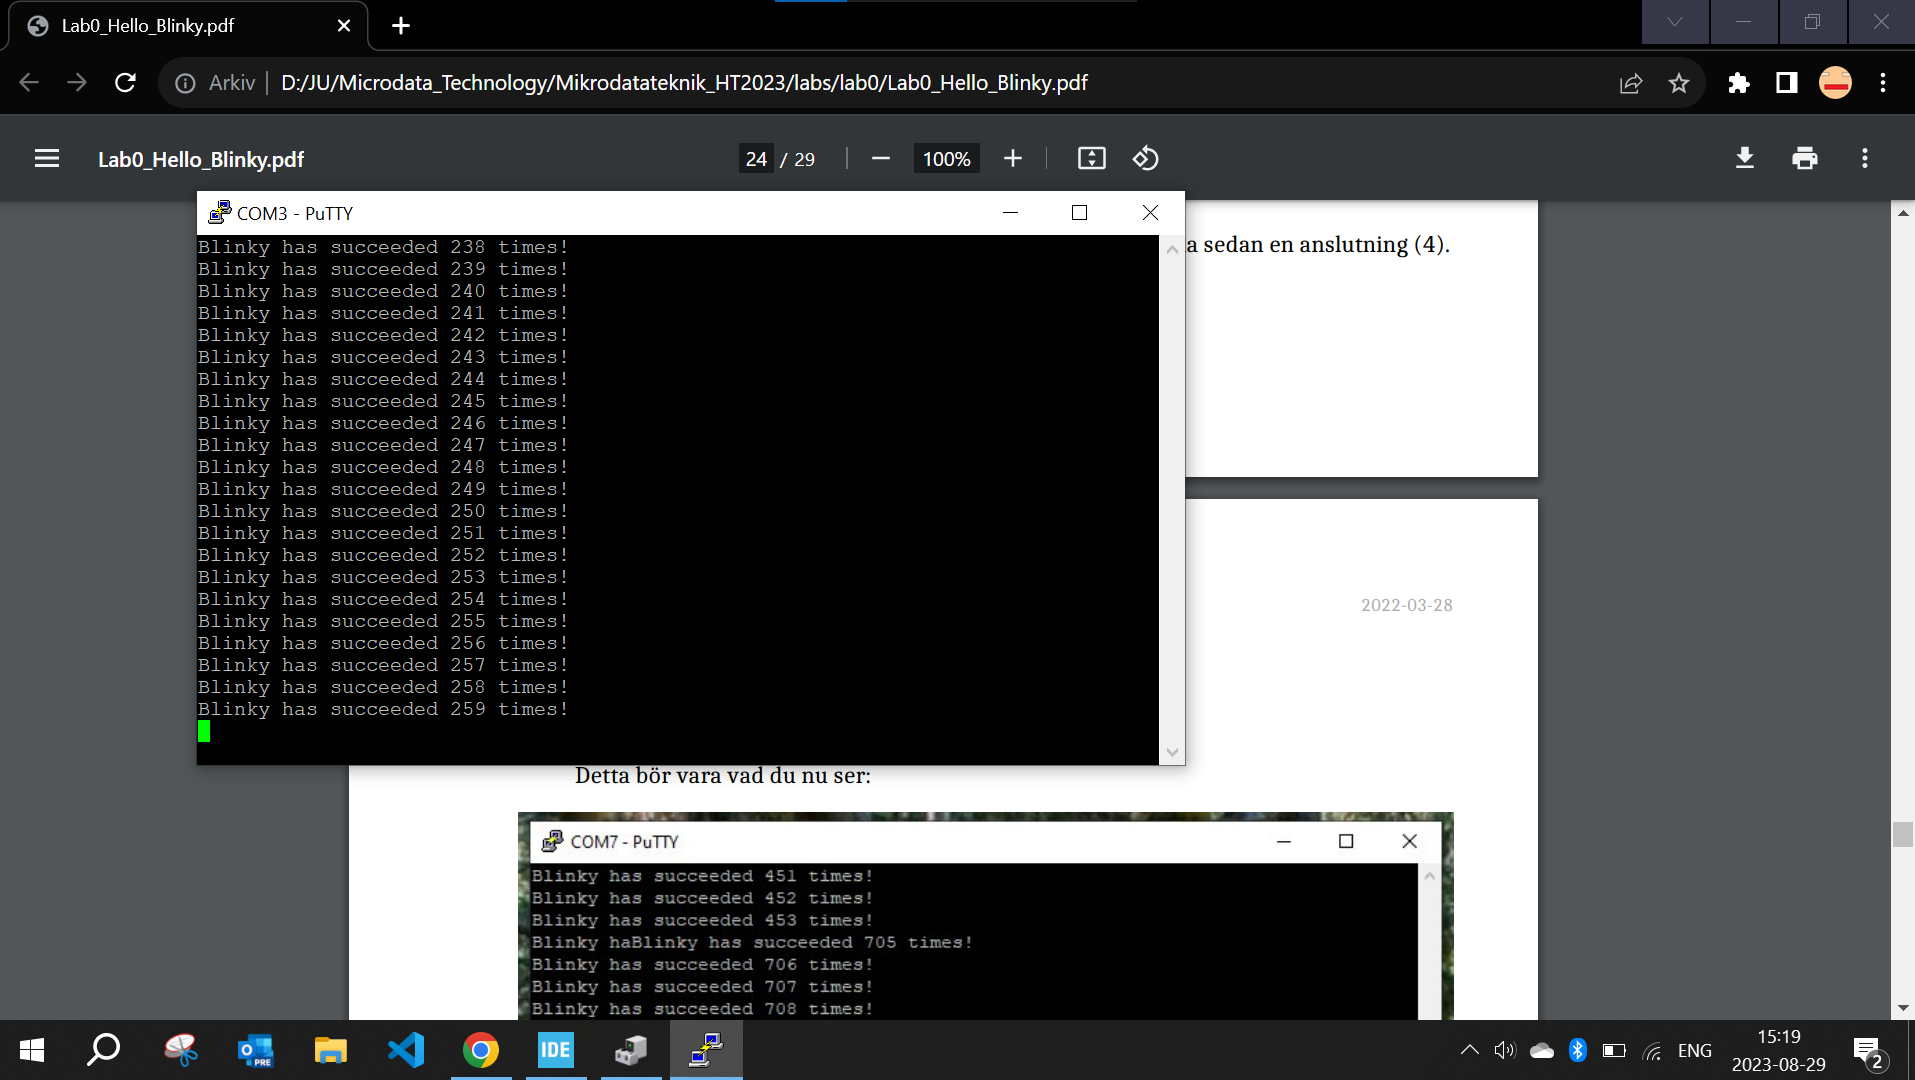 Lab0_Hello_Blinky.pdf
Arkiv D:/JU/Microdata_Technology/Mikrodatateknik_HT2023/labs/lab0/Lab0_Hello_Blinky.pdf
Lab0_Hello_Blinky.pdf 24 / 29 100%
COM3 - PuTTY
a sedan en anslutning (4).
Blinky has succeeded 238 times!
Blinky has succeeded 239 times!
Blinky has succeeded 240 times!
Blinky has succeeded 241 times!
Blinky has succeeded 242 times!
Blinky has succeeded 243 times!
Blinky has succeeded 244 times!
Blinky has succeeded 245 times!
Blinky has succeeded 246 times!
Blinky has succeeded 247 times!
Blinky has succeeded 248 times!
Blinky has succeeded 249 times!
Blinky has succeeded 250 times!
Blinky has succeeded 251 times!
Blinky has succeeded 252 times!
Blinky has succeeded 253 times!
Blinky has succeeded 254 times!
Blinky has succeeded 255 times!
Blinky has succeeded 256 times!
Blinky has succeeded 257 times!
Blinky has succeeded 258 times!
Blinky has succeeded 259 times!
2022-03-28
Detta bör vara vad du nu ser:
COM7 - PuTTY
Blinky has succeeded 451 times!
Blinky has succeeded 452 times!
Blinky has succeeded 453 times!
Blinky haBlinky has succeeded 705 times!
Blinky has succeeded 706 times!
Blinky has succeeded 707 times!
Blinky has succeeded 708 times!
PRE
IDE
ENG
15:19
2023-08-29
2